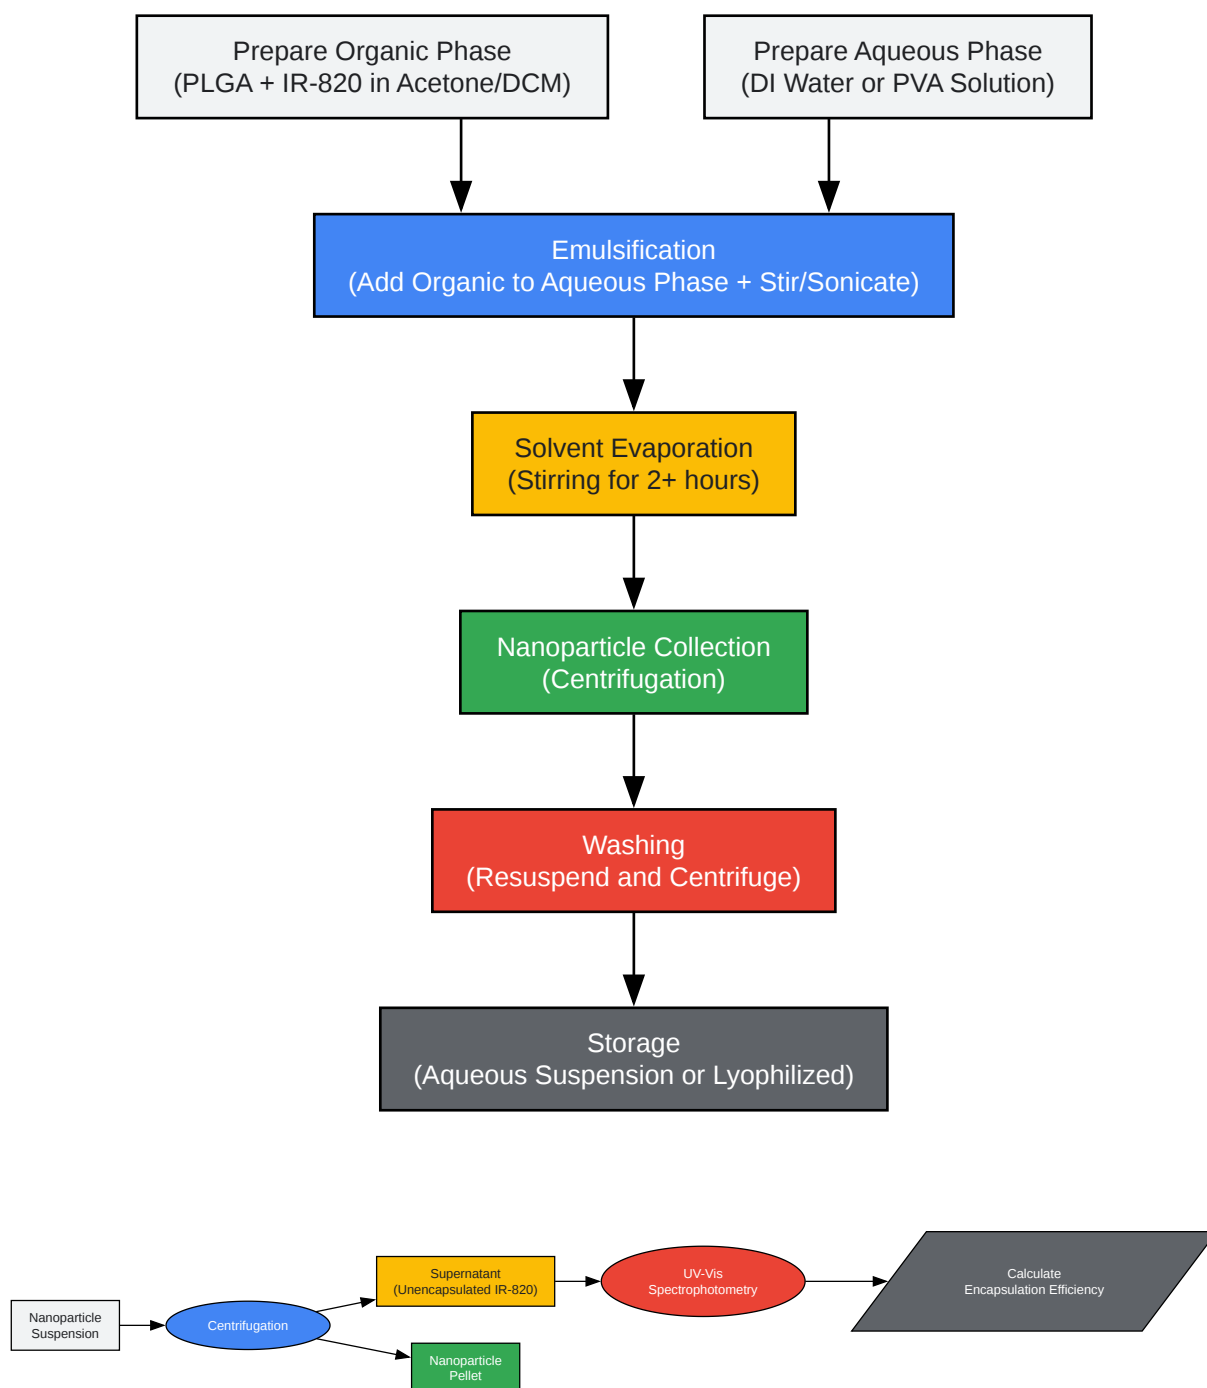 Prepare Organic Phase
(PLGA + IR-820 in Acetone/DCM)
Prepare Aqueous Phase
(DI Water or PVA Solution)
Emulsification
(Add Organic to Aqueous Phase + Stir/Sonicate)
Solvent Evaporation
(Stirring for 2+ hours)
Nanoparticle Collection
(Centrifugation)
Washing
(Resuspend and Centrifuge)
Storage
(Aqueous Suspension or Lyophilized)
Nanoparticle
Suspension
Centrifugation
Supernatant
(Unencapsulated IR-820)
Nanoparticle
Pellet
UV-Vis
Spectrophotometry
Calculate
Encapsulation Efficiency